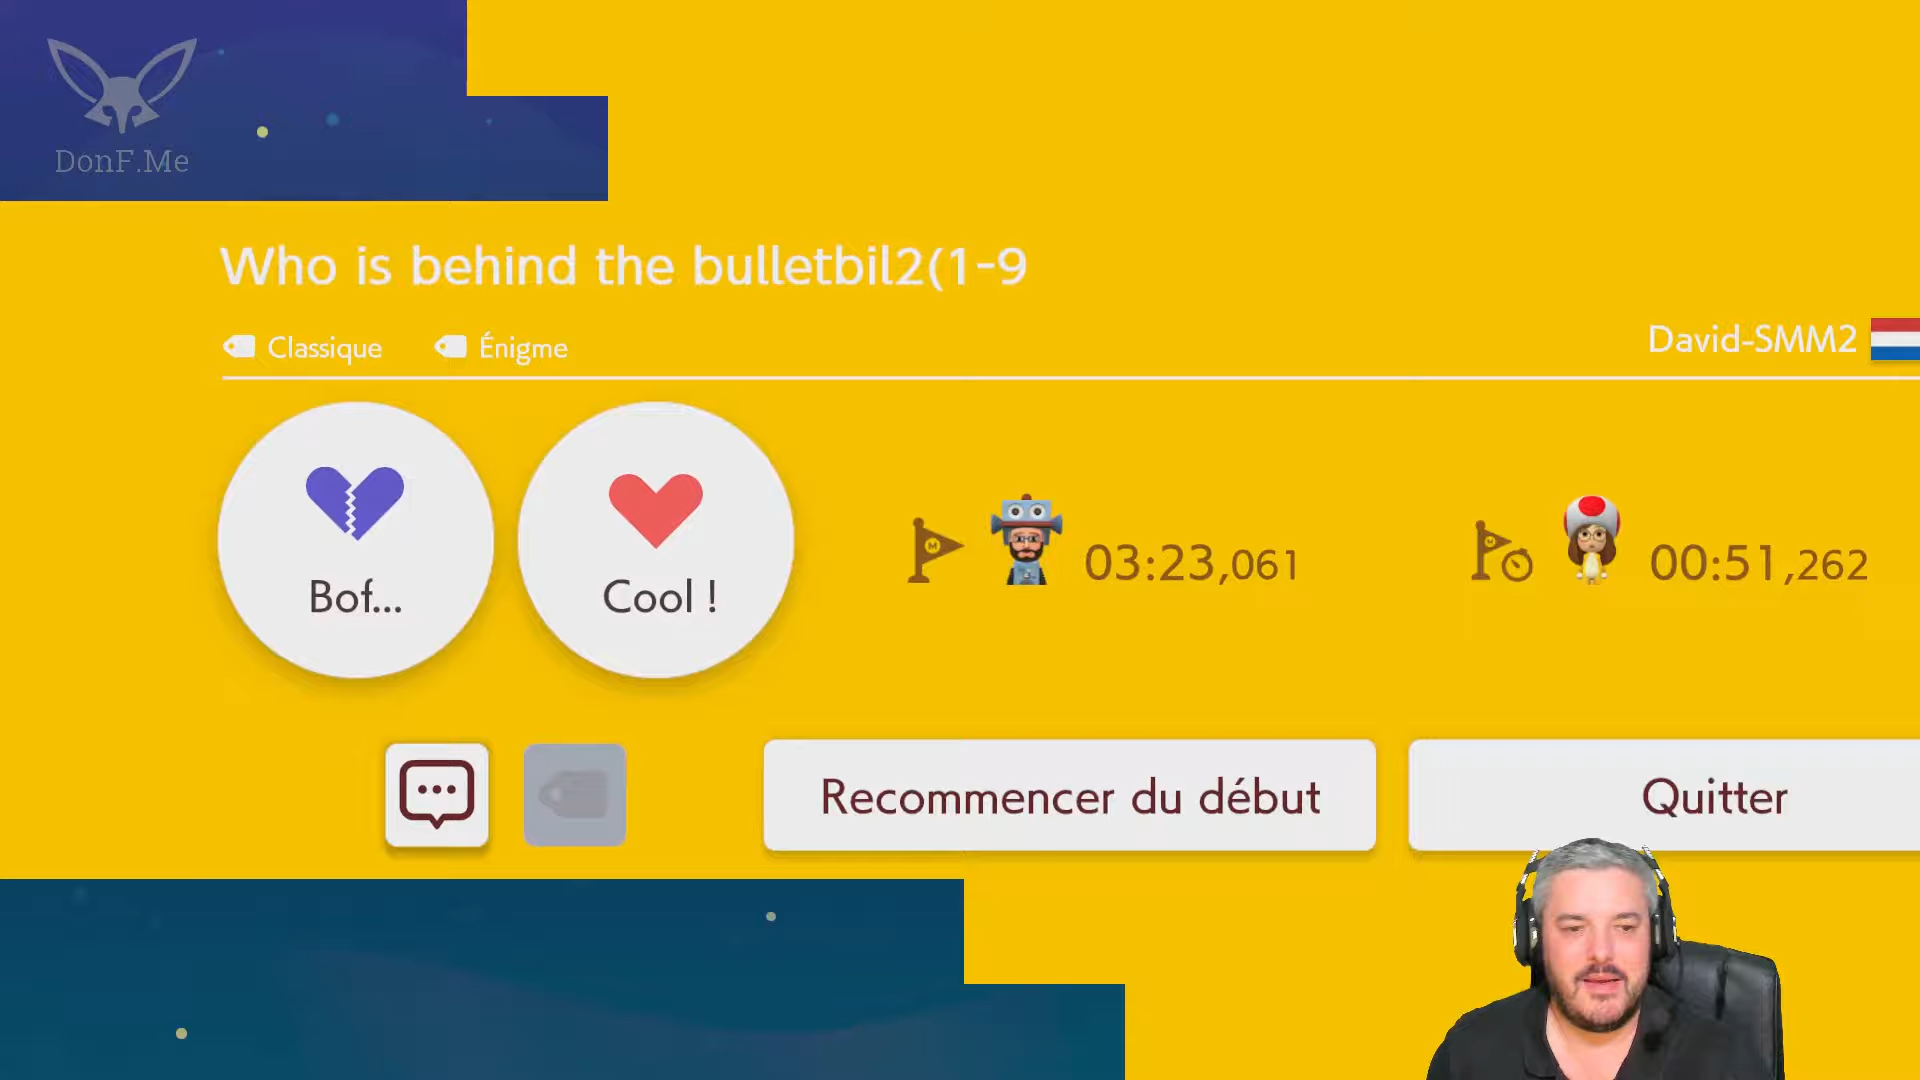 DonF.Me
Who is behind the bulletbil2(1-9
Classique Énigme
David-SMM2
Bof...
Cool !
03:23,061
00:51,262
Recommencer du début
Quitter